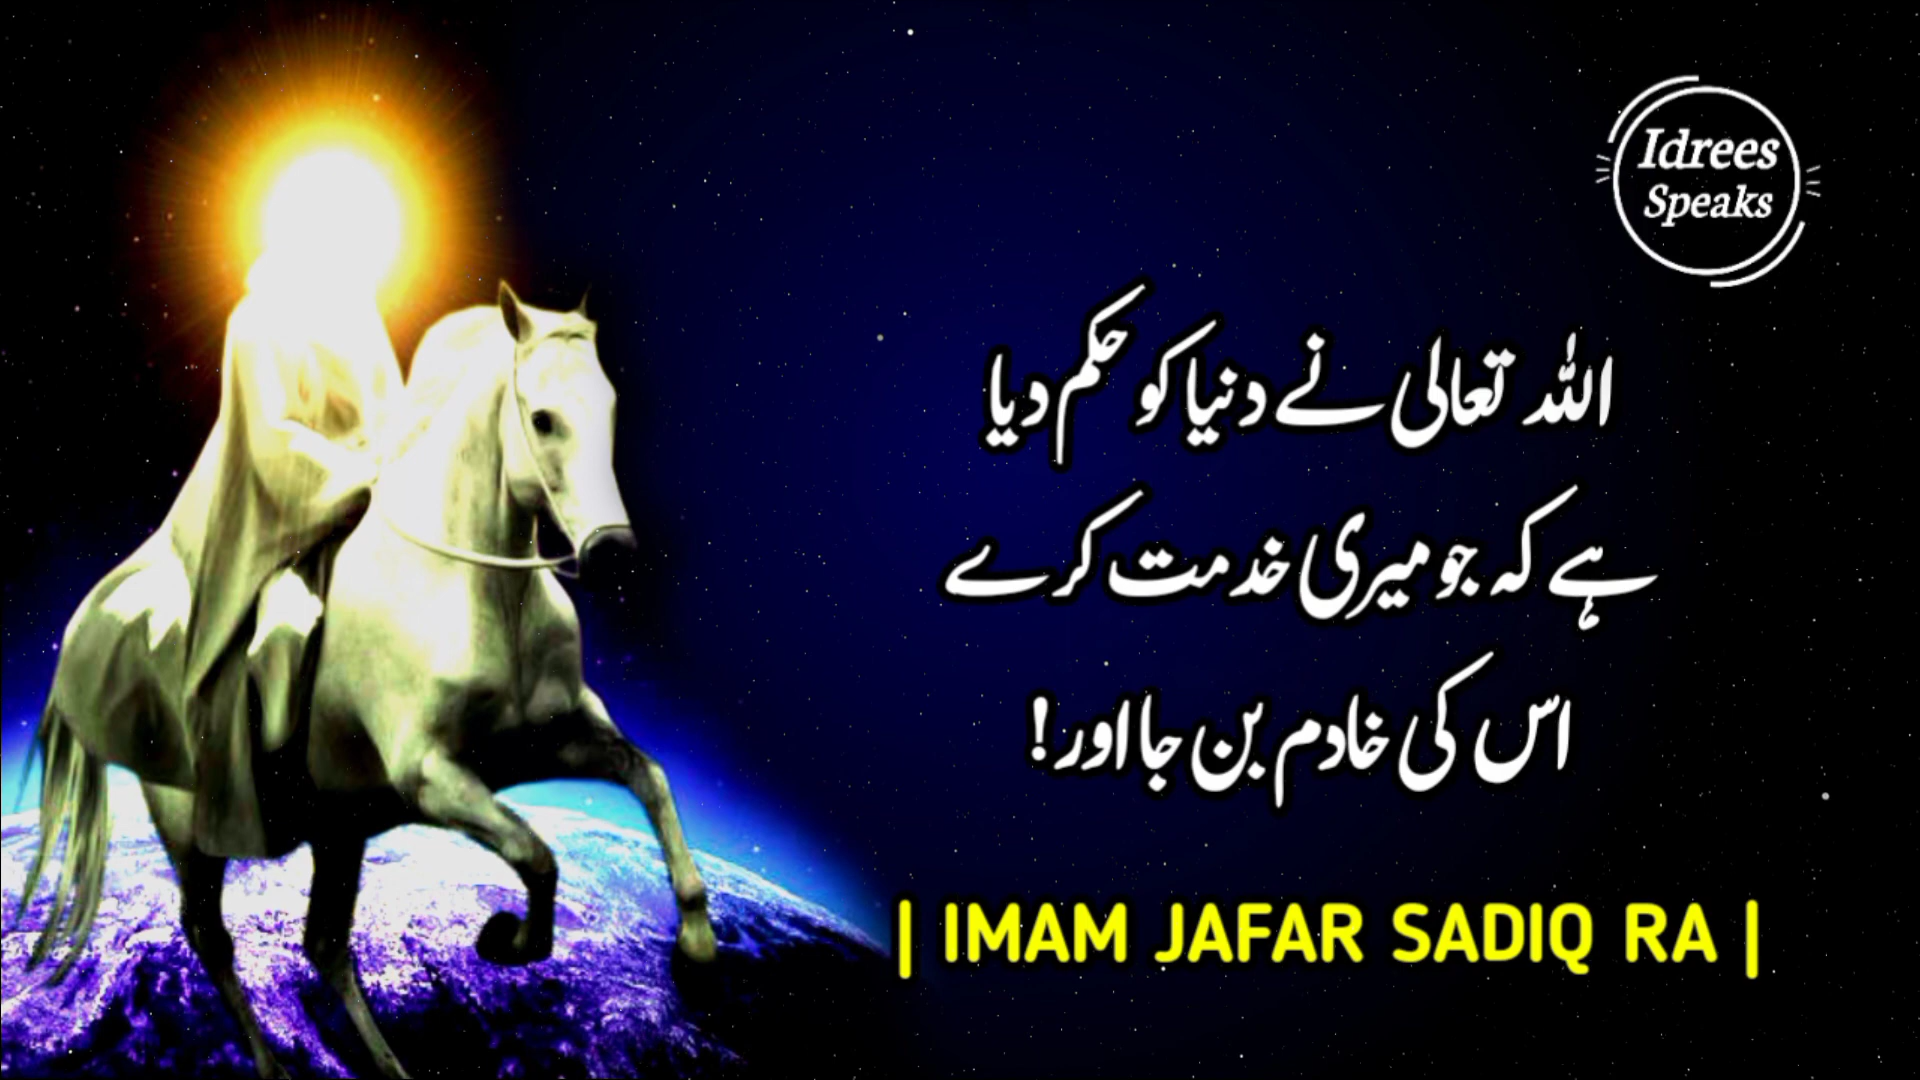 Idrees
Speaks
اللہ تعالی نے دنیا کو حکم دیا
ہے کہ جو میری خدمت کرے
اس کی خادم بن جا اور!
| IMAM JAFAR SADIQ RA |